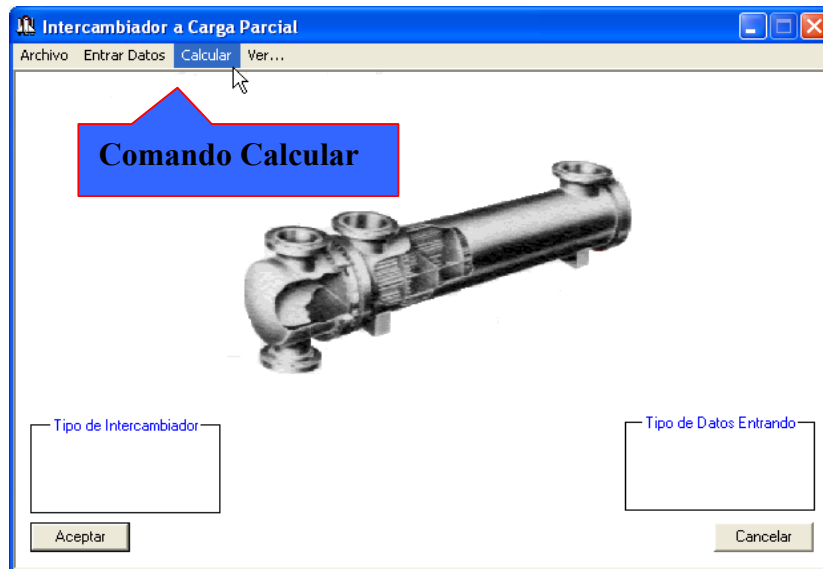 Intercambiador a Carga Parcial
Archivo Entrar Datos Calcular Ver...
Comando Calcular
Tipo de Intercambiador
Tipo de Datos Entrando
Aceptar
Cancelar